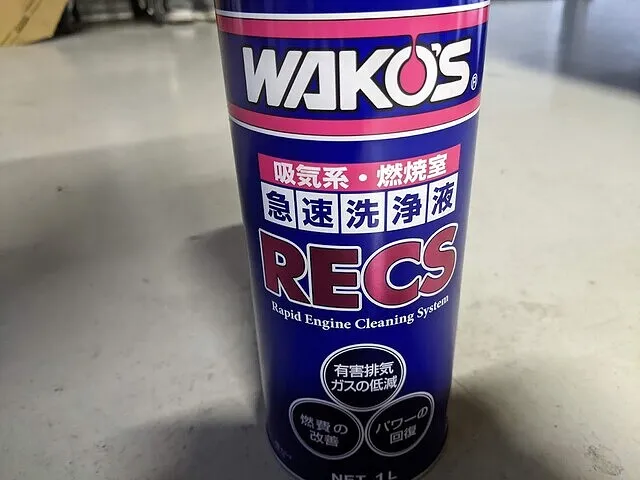 WAKO'S®
吸気系・燃焼室
急速洗浄液
RECS
Rapid Engine Cleaning System
有害排気
ガスの低減
燃費の
改善
パワーの
回復
NET 1L